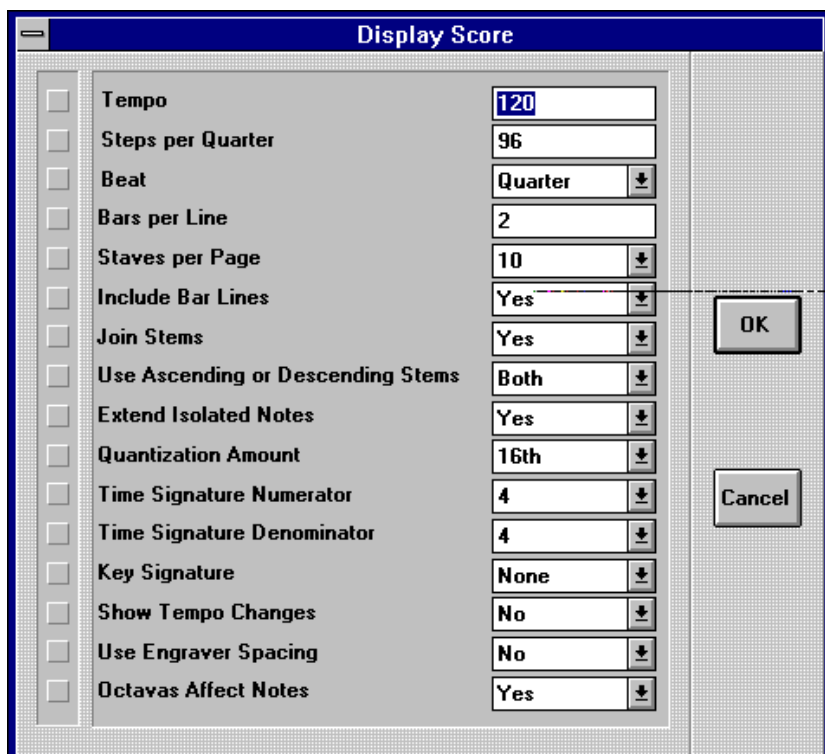 Display Score
Tempo 120
Steps per Quarter 96
Beat Quarter
Bars per Line 2
Staves per Page 10
Include Bar Lines Yes
Join Stems Yes
Use Ascending or Descending Stems Both
Extend Isolated Notes Yes
Quantization Amount 16th
Time Signature Numerator 4
Time Signature Denominator 4
Key Signature None
Show Tempo Changes No
Use Engraver Spacing No
Octavas Affect Notes Yes
OK
Cancel